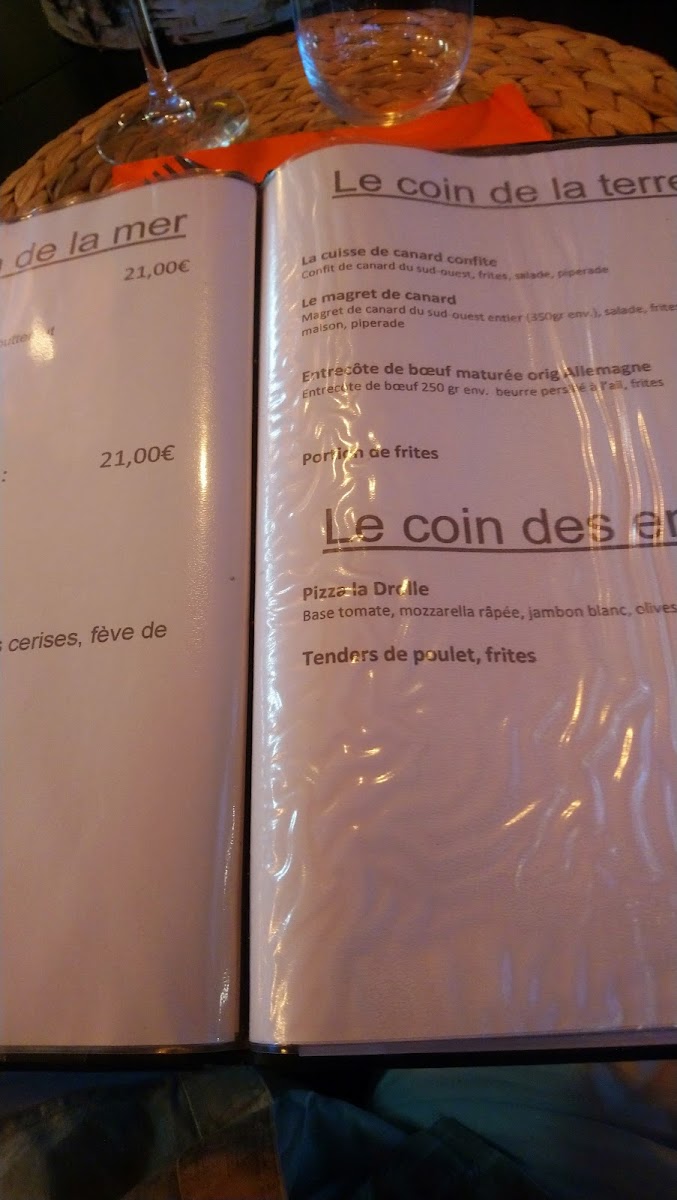 de la mer
21,00€
21,00€
:
cerises, fève de
Le coin de la terre
La cuisse de canard confite
Confit de canard du sud-ouest, frites, salade, piperade
Le magret de canard
Magret de canard du sud-ouest entier (350gr env.), salade, frites
maison, piperade
Entrecôte de bœuf maturée orig Allemagne
Entrecôte de bœuf 250 gr env. beurre persillé à l'ail, frites
Portion de frites
Le coin des
Pizza la Drolle
Base tomate, mozzarella râpée, jambon blanc, olives
Tenders de poulet, frites